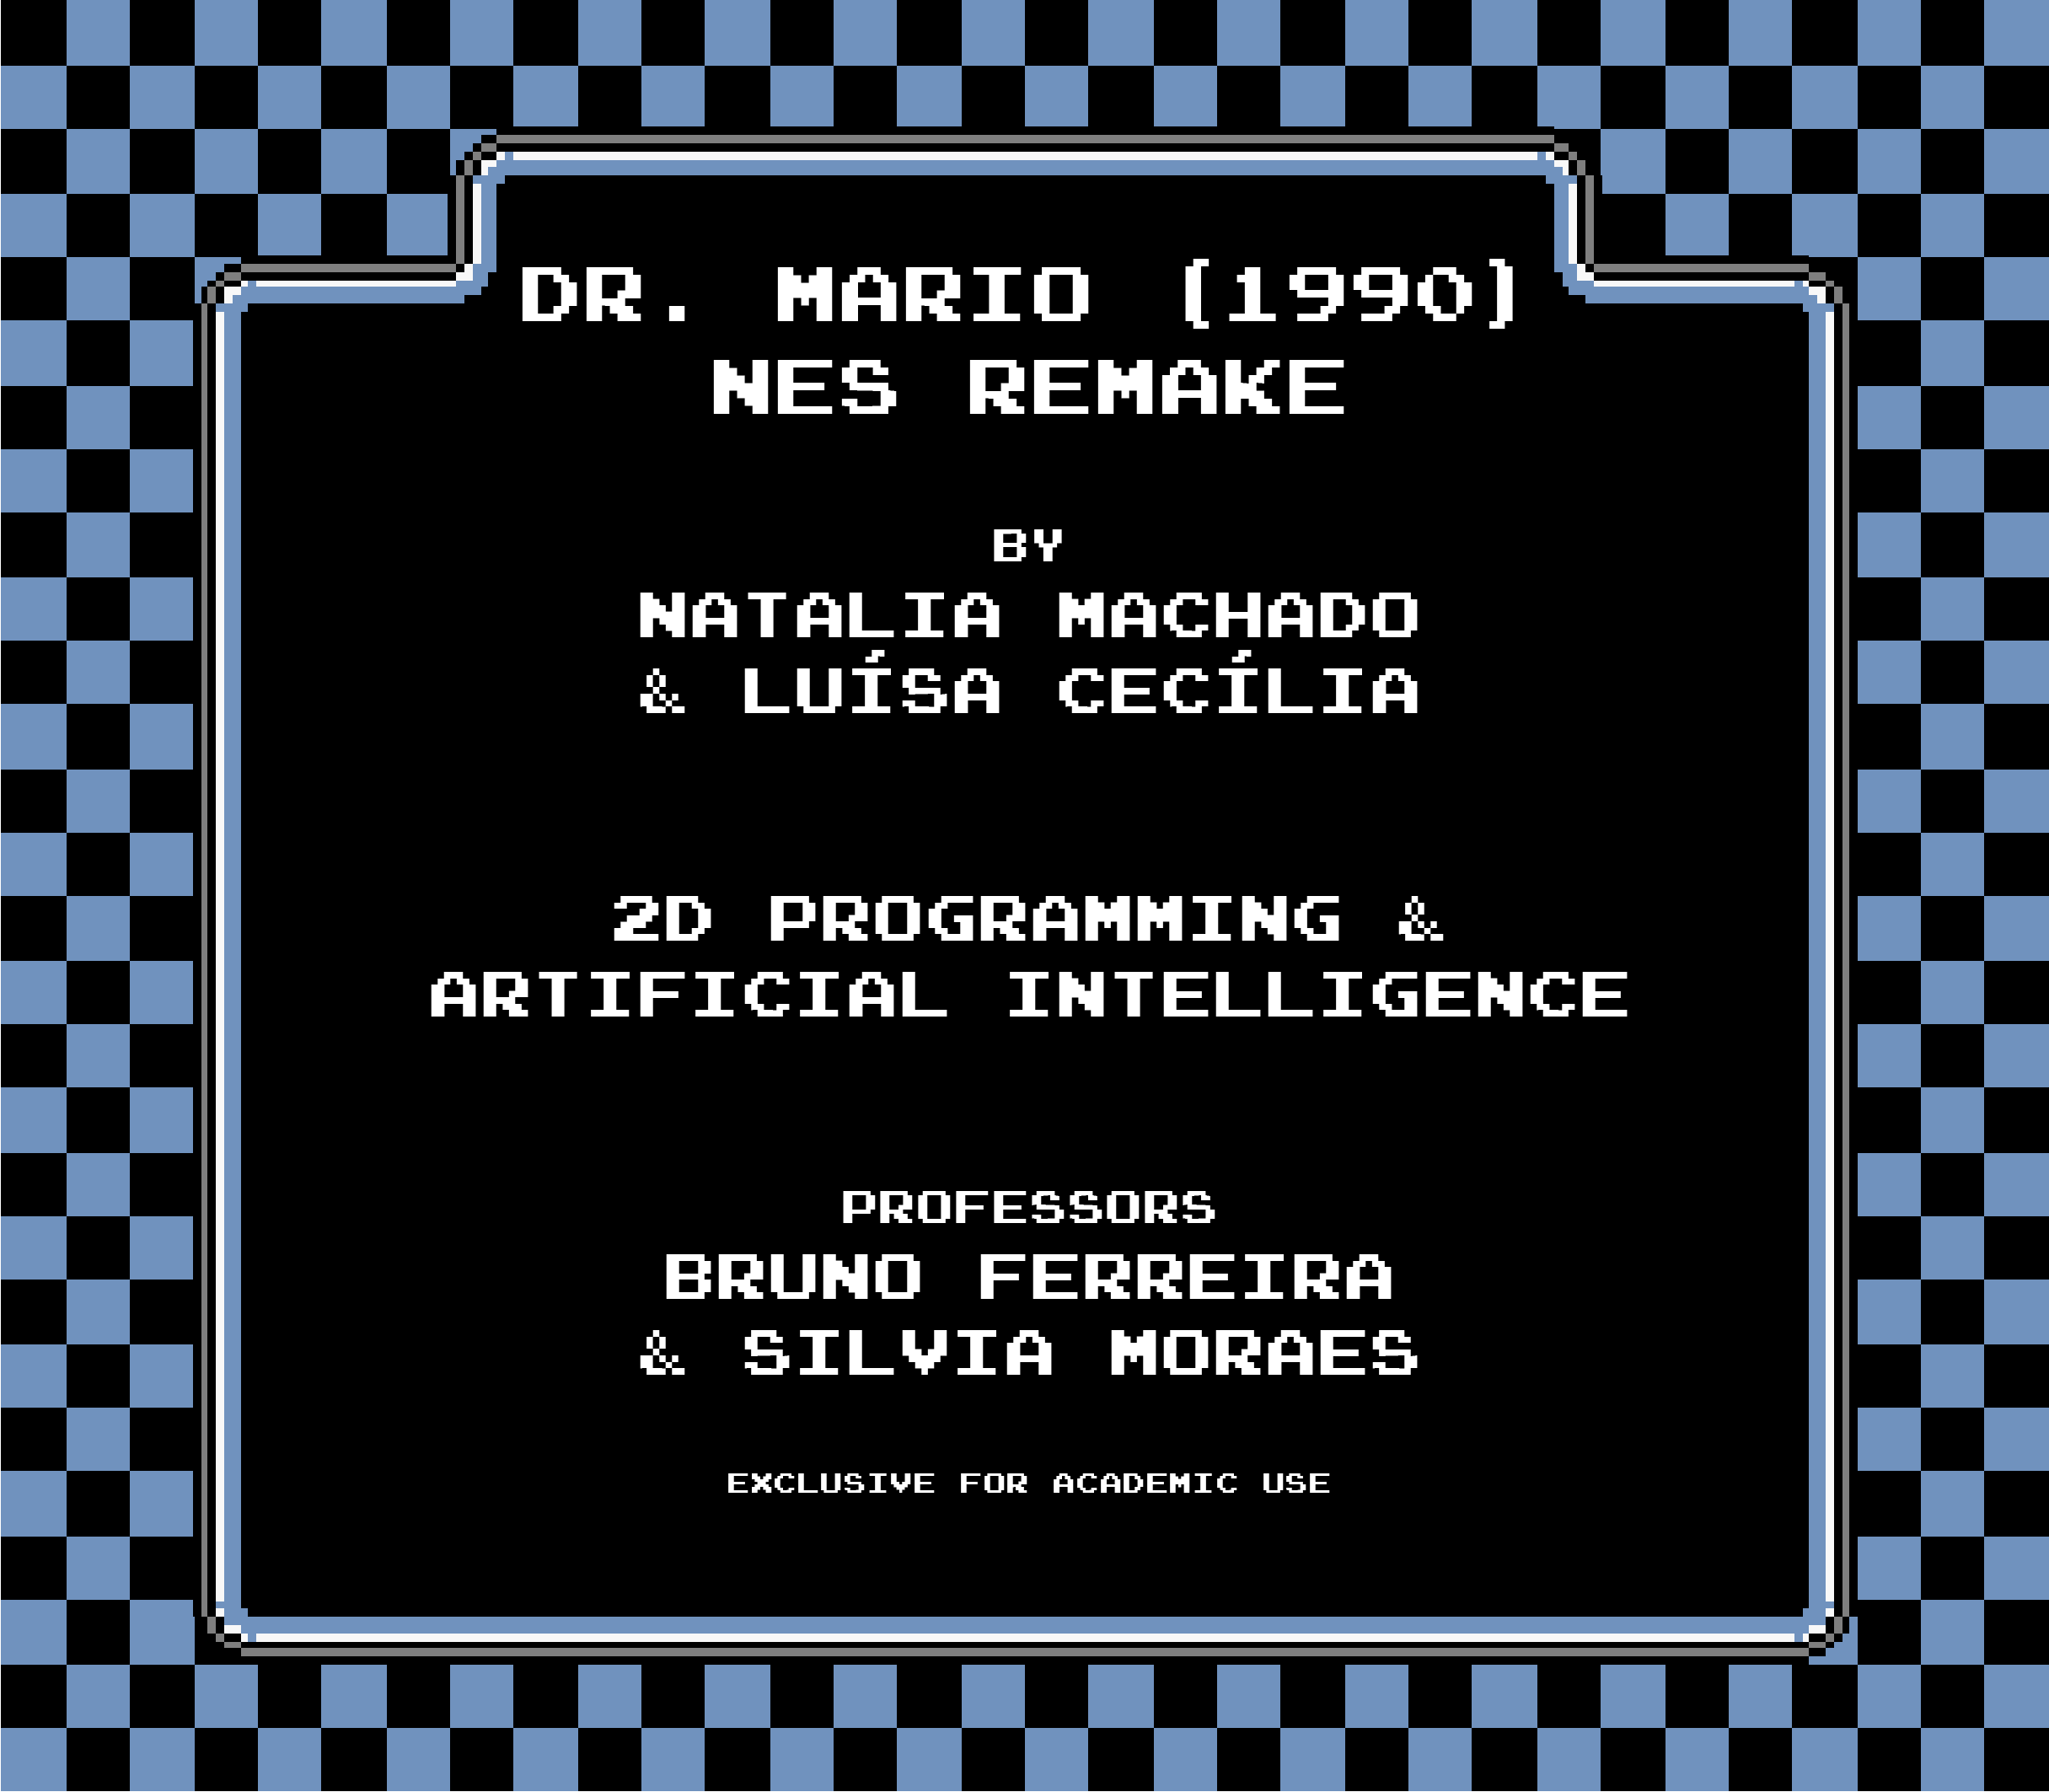 DR. MARIO (1990)
NES REMAKE
BY
NATALIA MACHADO
& LUÍSA CECÍLIA
2D PROGRAMMING &
ARTIFICIAL INTELLIGENCE
PROFESSORS
BRUNO FERREIRA
& SILVIA MORAES
EXCLUSIVE FOR ACADEMIC USE